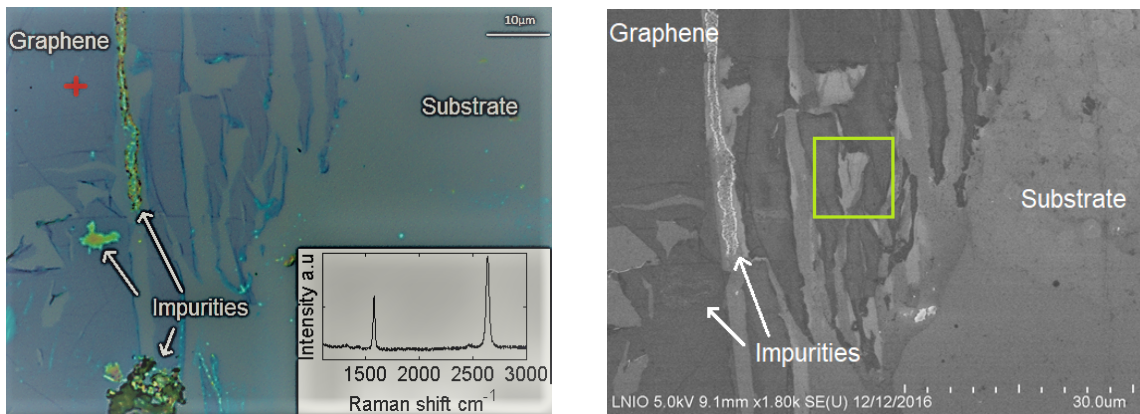 10µm
Graphene
Substrate
Impurities
Intensity a.u
1500 2000 2500 3000
Raman shift cm-1
Graphene
Substrate
Impurities
LNIO 5.0kV 9.1mm x1.80k SE(U) 12/12/2016 30.0um